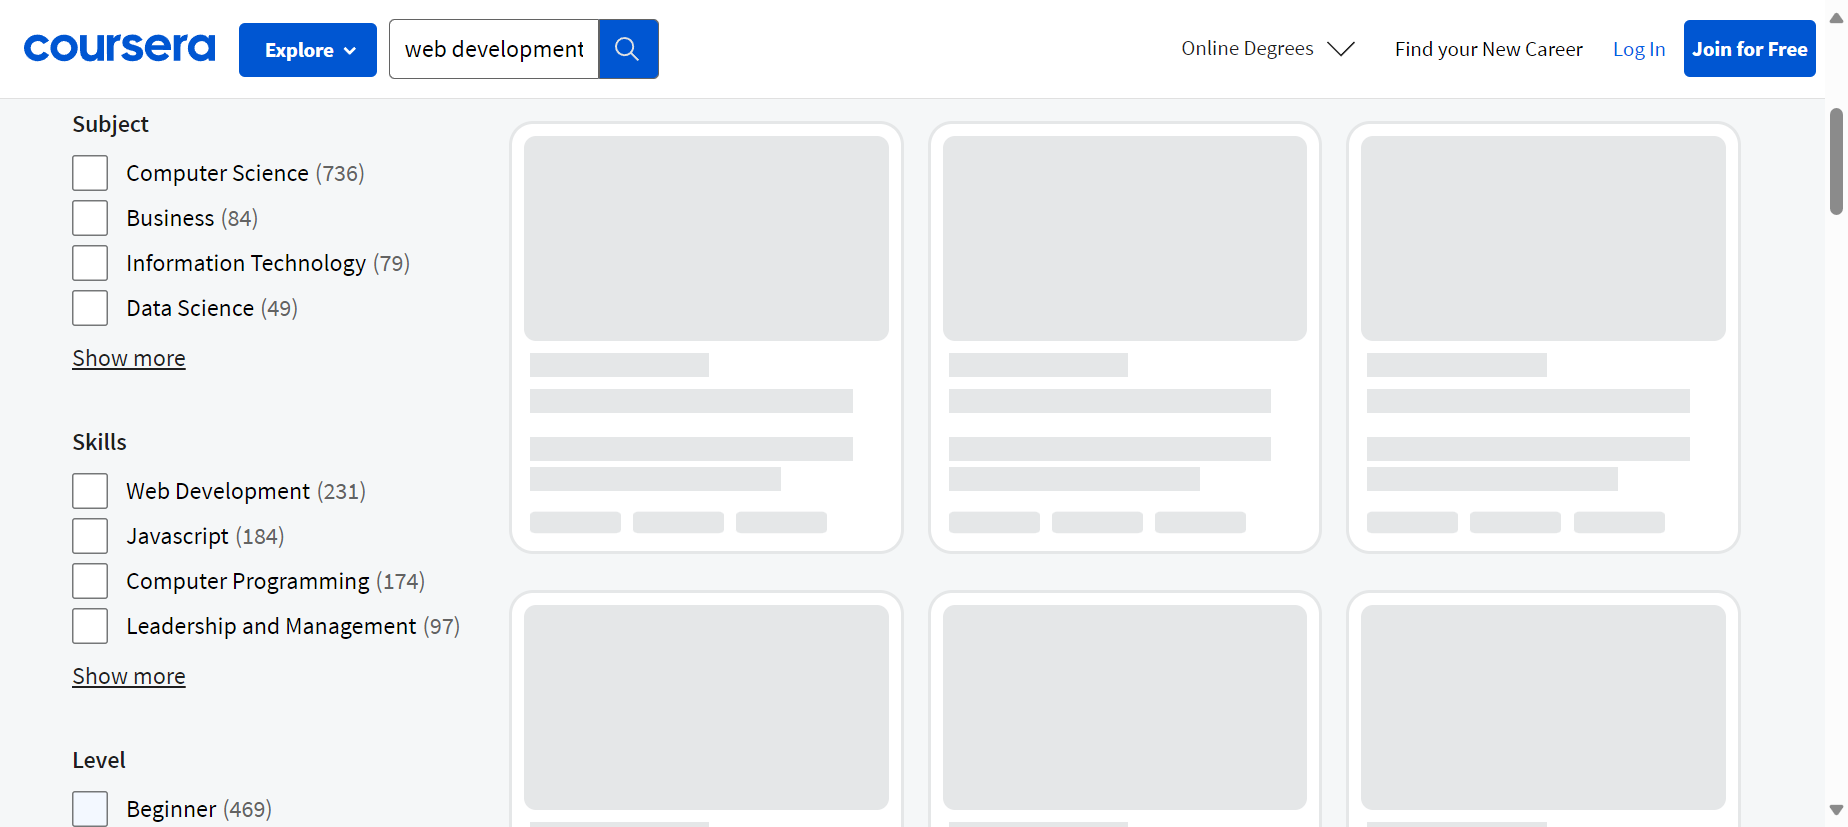 coursera
Explore
web development
Online Degrees
Find your New Career
Log In
Join for Free
Subject
Computer Science (736)
Business (84)
Information Technology (79)
Data Science (49)
Show more
Skills
Web Development (231)
Javascript (184)
Computer Programming (174)
Leadership and Management (97)
Show more
Level
Beginner (469)